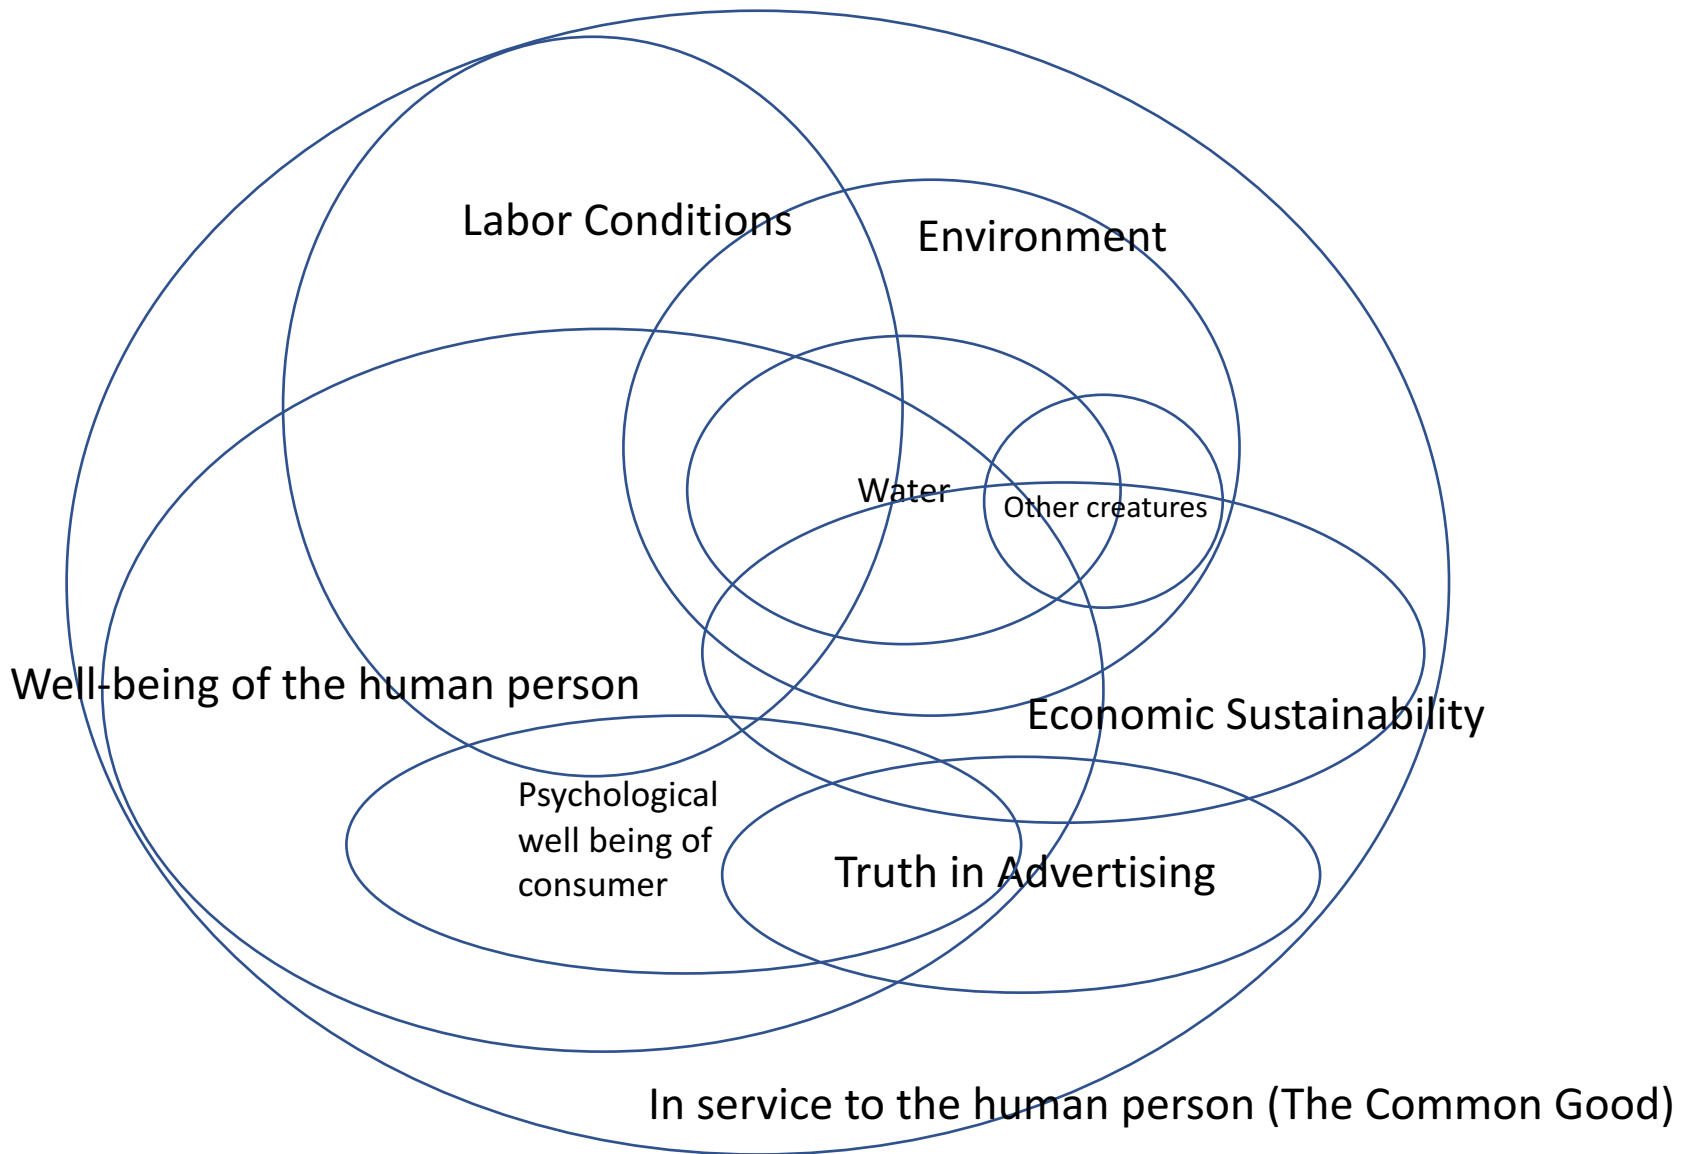 Labor Conditions
Environment
Water
Other creatures
Well-being of the human person
Economic Sustainability
Psychological
well being of
consumer
Truth in Advertising
In service to the human person (The Common Good)